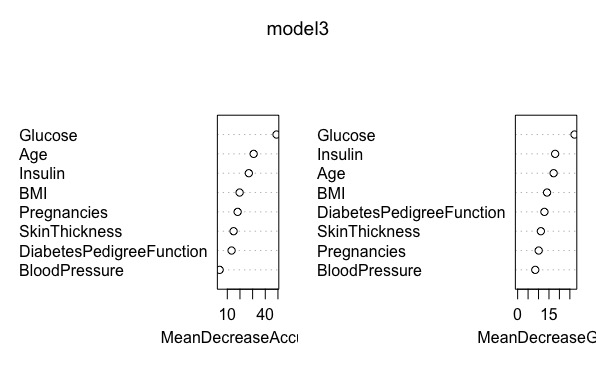 model3
Glucose
Age
Insulin
BMI
Pregnancies
SkinThickness
DiabetesPedigreeFunction
BloodPressure
10 40
MeanDecreaseAccu
Glucose
Insulin
Age
BMI
DiabetesPedigreeFunction
SkinThickness
Pregnancies
BloodPressure
0 15
MeanDecreaseG